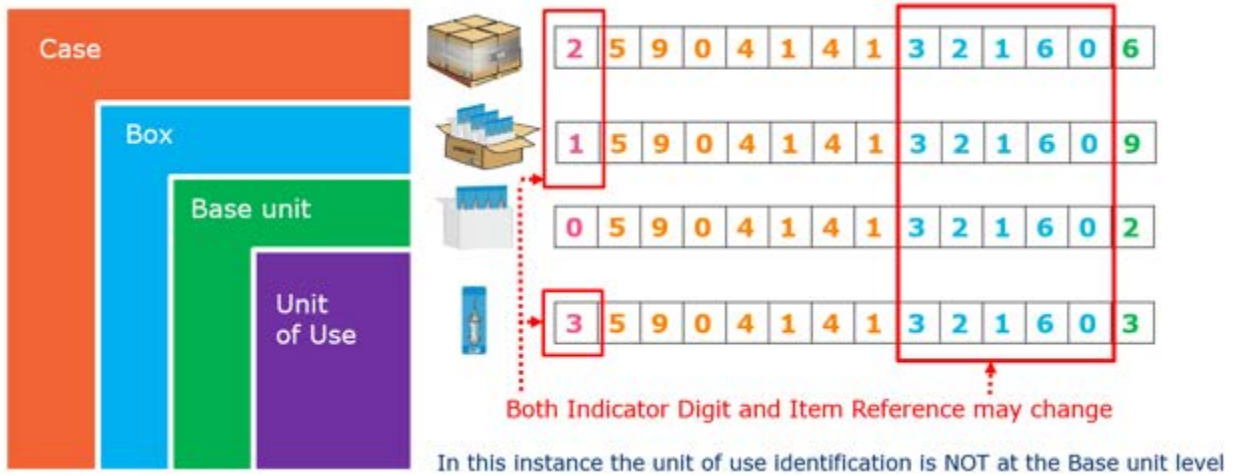 Case
2 5 9 0 4 1 4 1 3 2 1 6 0 6
Box
1 5 9 0 4 1 4 1 3 2 1 6 0 9
Base unit
0 5 9 0 4 1 4 1 3 2 1 6 0 2
Unit
of Use
3 5 9 0 4 1 4 1 3 2 1 6 0 3
Both Indicator Digit and Item Reference may change
In this instance the unit of use identification is NOT at the Base unit level